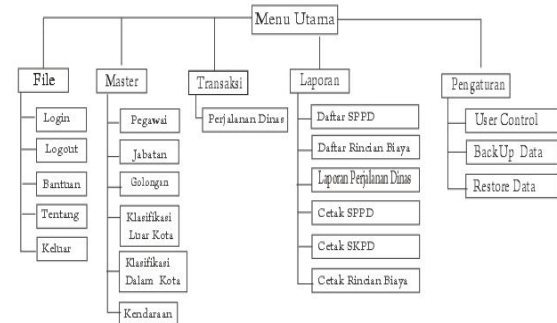 Menu Utama
File
Login
Logout
Bantuan
Tentang
Keluar
Master
Pegawai
Jabatan
Golongan
Klasifikasi
Luar Kota
Klasifikasi
Dalam Kota
Kendaraan
Transaksi
Perjalanan Dinas
Laporan
Daftar SPPD
Daftar Rincian Biaya
Laporan Perjalanan Dinas
Cetak SPPD
Cetak SKPD
Cetak Rincian Biaya
Pengaturan
User Control
BackUp Data
Restore Data